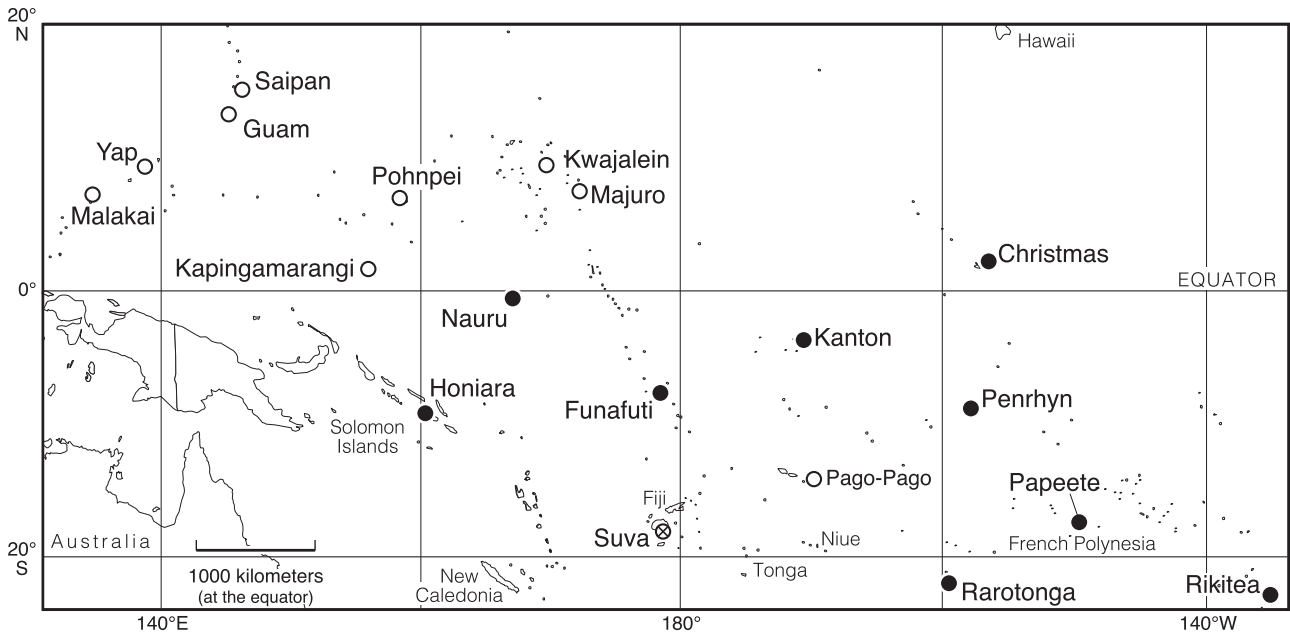 20°
N
Hawaii
Saipan
Guam
Yap
Kwajalein
Pohnpei
Majuro
Malakai
Christmas
Kapingamarangi
EQUATOR
0°
Nauru
Kanton
Honiara
Penrhyn
Funafuti
Solomon
Islands
Pago-Pago
Papeete
Fiji
Suva
Niue
Australia
French Polynesia
20°
S
Tonga
1000 kilometers
(at the equator)
New
Caledonia
Rarotonga
Rikitea
140°E
180°
140°W